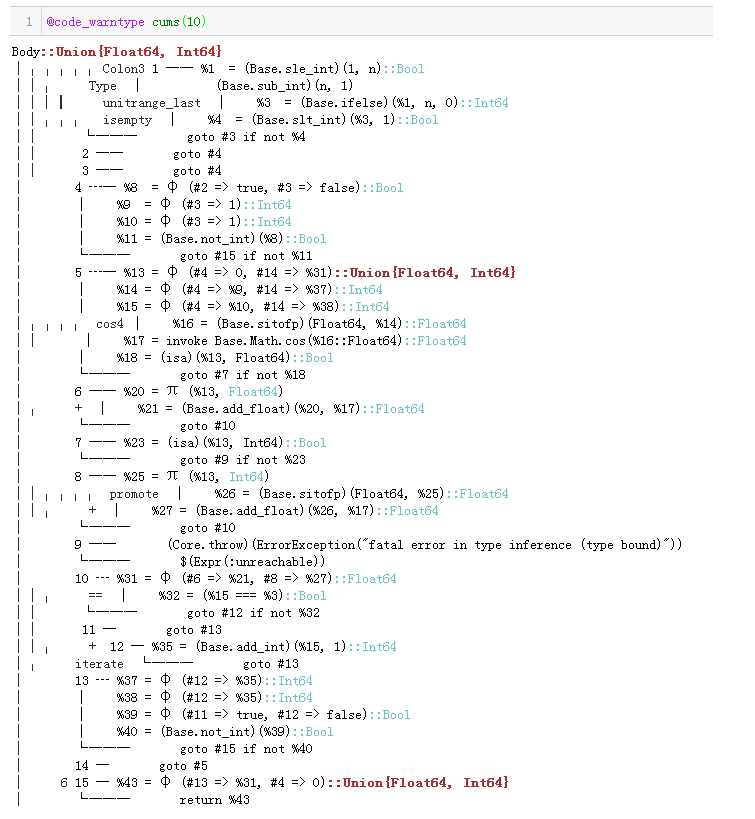 1 @code_warntype cums(10)
Body::Union{Float64, Int64}
│ ╷╷╷╷╷ Colon3 1 ── %1 = (Base.sle_int)(1, n)::Bool
││╷ Type │ (Base.sub_int)(n, 1)
││││┃ unitrange_last │ %3 = (Base.ifelse)(%1, n, 0)::Int64
││╷╷╷ isempty │ %4 = (Base.slt_int)(%3, 1)::Bool
││ └─── goto #3 if not %4
││ 2 ── goto #4
││ 3 ── goto #4
│ 4 ┄─ %8 = φ (#2 => true, #3 => false)::Bool
│ │ %9 = φ (#3 => 1)::Int64
│ │ %10 = φ (#3 => 1)::Int64
│ │ %11 = (Base.not_int)(%8)::Bool
│ └─── goto #15 if not %11
│ 5 ┄─ %13 = φ (#4 => 0, #14 => %31)::Union{Float64, Int64}
│ │ %14 = φ (#4 => %9, #14 => %37)::Int64
│ │ %15 = φ (#4 => %10, #14 => %38)::Int64
│╷╷╷╷ cos4 │ %16 = (Base.sitofp)(Float64, %14)::Float64
││ │ %17 = invoke Base.Math.cos(%16::Float64)::Float64
│ │ %18 = (isa)(%13, Float64)::Bool
│ └─── goto #7 if not %18
│ 6 ── %20 = π (%13, Float64)
│╷ + │ %21 = (Base.add_float)(%20, %17)::Float64
│ └─── goto #10
│ 7 ── %23 = (isa)(%13, Int64)::Bool
│ └─── goto #9 if not %23
│ 8 ── %25 = π (%13, Int64)
││╷╷╷╷ promote │ %26 = (Base.sitofp)(Float64, %25)::Float64
││╷ + │ %27 = (Base.add_float)(%26, %17)::Float64
│ └─── goto #10
│ 9 ── (Core.throw)(ErrorException("fatal error in type inference (type bound)"))
│ └─── $(Expr(:unreachable))
│ 10 ┄ %31 = φ (#6 => %21, #8 => %27)::Float64
││╷ == │ %32 = (%15 === %3)::Bool
││ └─── goto #12 if not %32
││ 11 ─ goto #13
││╷ + 12 ─ %35 = (Base.add_int)(%15, 1)::Int64
│╷ iterate └─── goto #13
│ 13 ┄ %37 = φ (#12 => %35)::Int64
│ │ %38 = φ (#12 => %35)::Int64
│ │ %39 = φ (#11 => true, #12 => false)::Bool
│ │ %40 = (Base.not_int)(%39)::Bool
│ └─── goto #15 if not %40
│ 14 ─ goto #5
│ 6 15 ─ %43 = φ (#13 => %31, #4 => 0)::Union{Float64, Int64}
│ └─── return %43